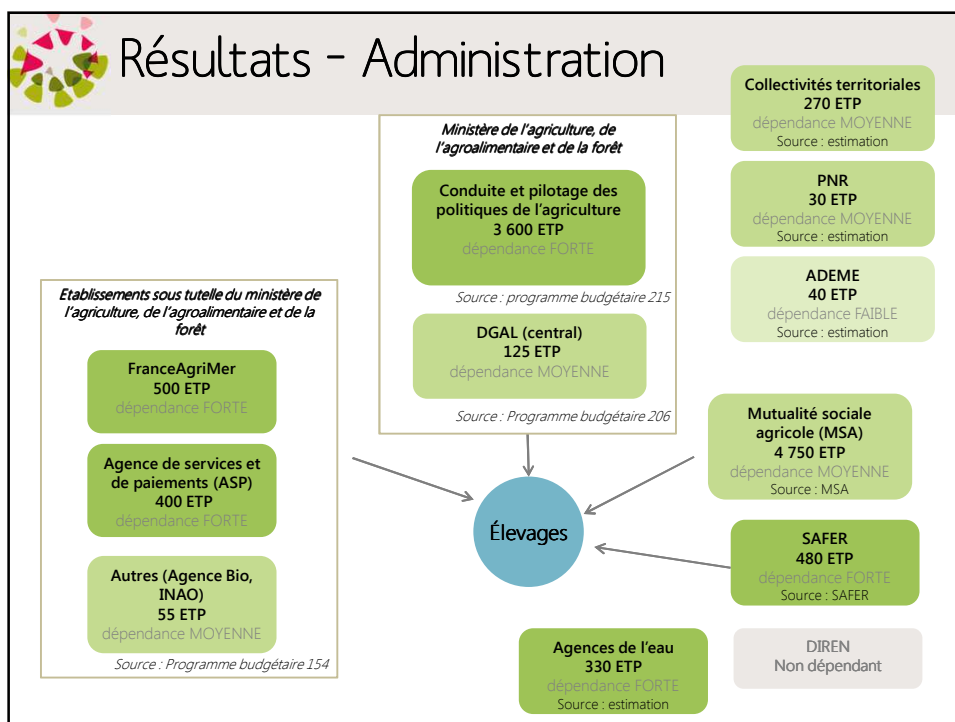 Résultats - Administration
Ministère de l'agriculture, de
l'agroalimentaire et de la forêt
Conduite et pilotage des
politiques de l'agriculture
3 600 ETP
dépendance FORTE
Source : programme budgétaire 215
DGAL (central)
125 ETP
dépendance MOYENNE
Source : Programme budgétaire 206
Etablissements sous tutelle du ministère de
l'agriculture, de l'agroalimentaire et de la
forêt
FranceAgriMer
500 ETP
dépendance FORTE
Agence de services et
de paiements (ASP)
400 ETP
dépendance FORTE
Autres (Agence Bio,
INAO)
55 ETP
dépendance MOYENNE
Source : Programme budgétaire 154
Collectivités territoriales
270 ETP
dépendance MOYENNE
Source : estimation
PNR
30 ETP
dépendance MOYENNE
Source : estimation
ADEME
40 ETP
dépendance FAIBLE
Source : estimation
Mutualité sociale
agricole (MSA)
4 750 ETP
dépendance MOYENNE
Source : MSA
Élevages
SAFER
480 ETP
dépendance FORTE
Source : SAFER
Agences de l'eau
330 ETP
dépendance FORTE
Source : estimation
DIREN
Non dépendant